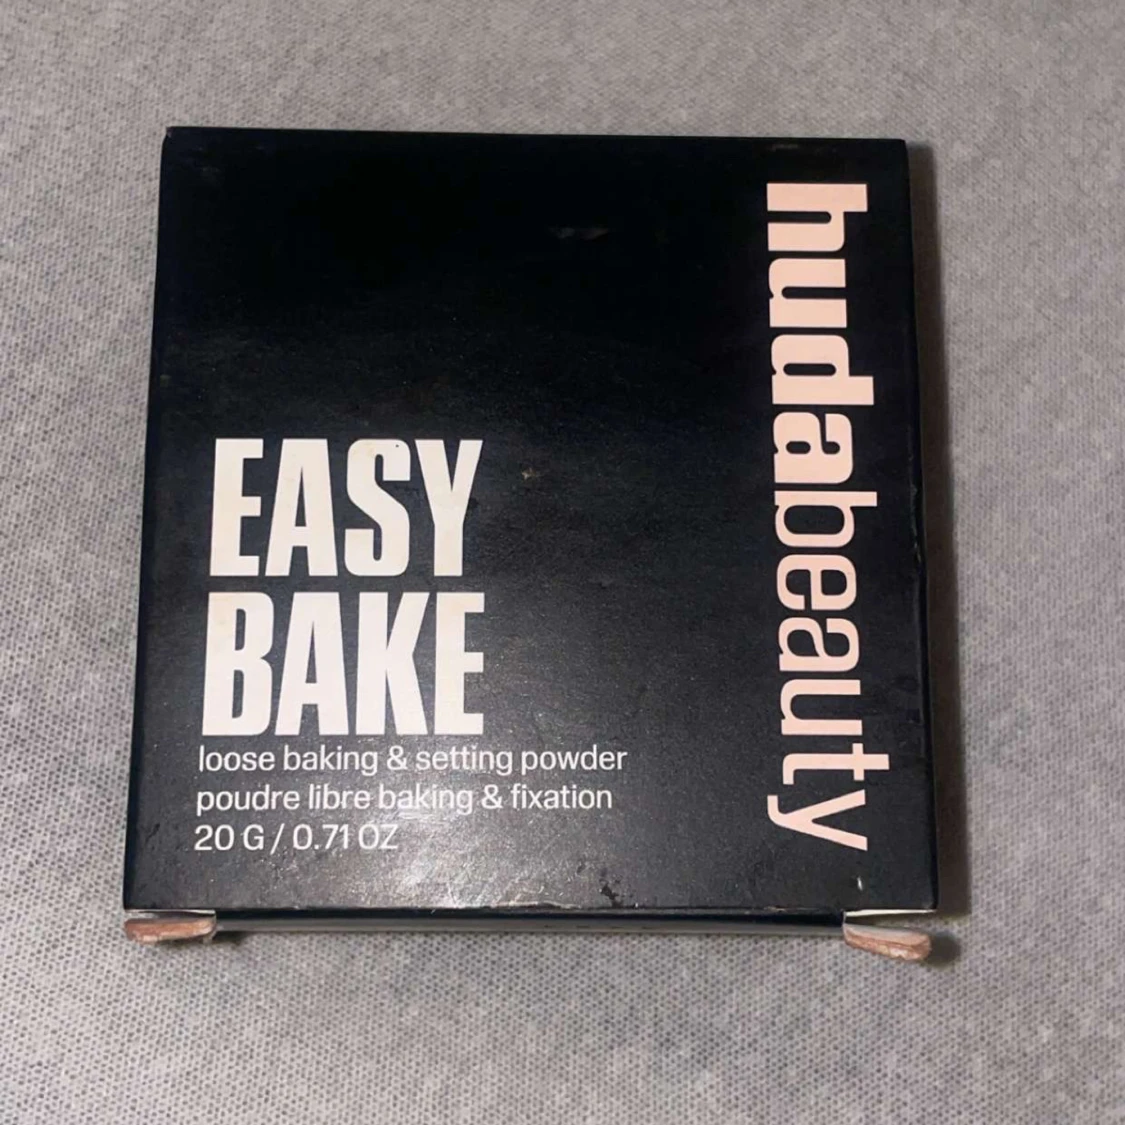 EASY
BAKE
loose baking & setting powder
poudre libre baking & fixation
20 G / 0.71 OZ
hudabeauty